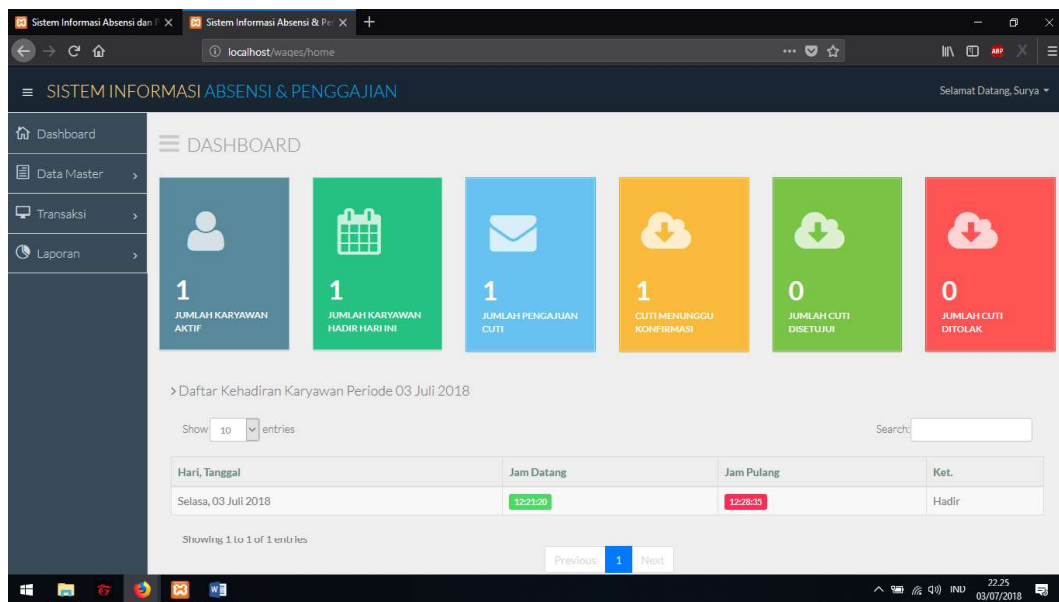 Sistem Informasi Absensi dan P
Sistem Informasi Absensi & Pe
localhost/wages/home
ABP
SISTEM INFORMASI ABSENSI & PENGGAJIAN
Selamat Datang, Surya
Dashboard
Data Master
Transaksi
Laporan
DASHBOARD
1
JUMLAH KARYAWAN
AKTIF
1
JUMLAH KARYAWAN
HADIR HARI INI
1
JUMLAH PENGAJUAN
CUTI
1
CUTI MENUNGGU
KONFIRMASI
0
JUMLAH CUTI
DISETUJUI
0
JUMLAH CUTI
DITOLAK
Daftar Kehadiran Karyawan Periode 03 Juli 2018
Show 10 entries
Search:
Hari, Tanggal Jam Datang Jam Pulang Ket.
Selasa, 03 Juli 2018 12:21:20 12:28:35 Hadir
Showing 1 to 1 of 1 entries
Previous 1 Next
IND
22.25
03/07/2018